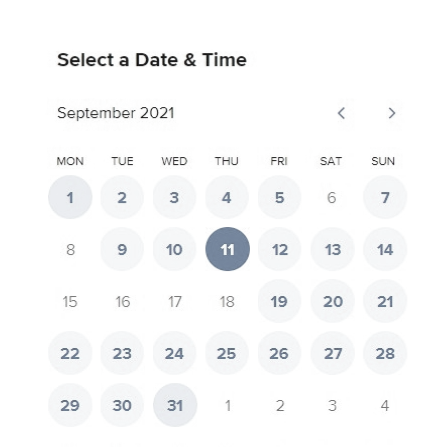 Select a Date & Time
September 2021
MON TUE WED THU FRI SAT SUN
1 2 3 4 5 6 7
8 9 10 11 12 13 14
15 16 17 18 19 20 21
22 23 24 25 26 27 28
29 30 31 1 2 3 4